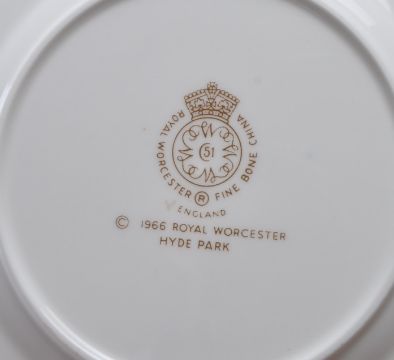 ROYAL WORCESTER ® FINE BONE CHINA
51
ENGLAND
© 1966 ROYAL WORCESTER
HYDE PARK